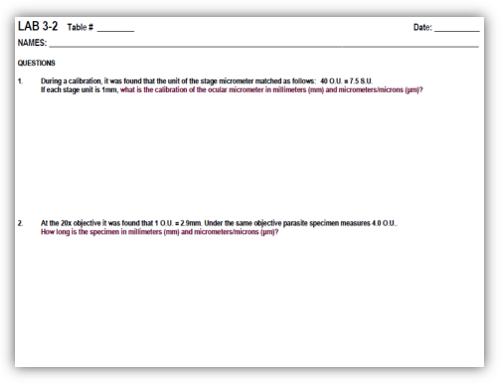 LAB 3-2 Table # ________ Date: __________
NAMES: ________________________________
QUESTIONS
1. During a calibration, it was found that the unit of the stage micrometer matched as follows: 40 O.U. = 7.5 S.U.
If each stage unit is 1mm, what is the calibration of the ocular micrometer in millimeters (mm) and micrometers/microns (µm)?
2. At the 20x objective it was found that 1 O.U. = 2.9mm. Under the same objective parasite specimen measures 4.0 O.U..
How long is the specimen in millimeters (mm) and micrometers/microns (µm)?